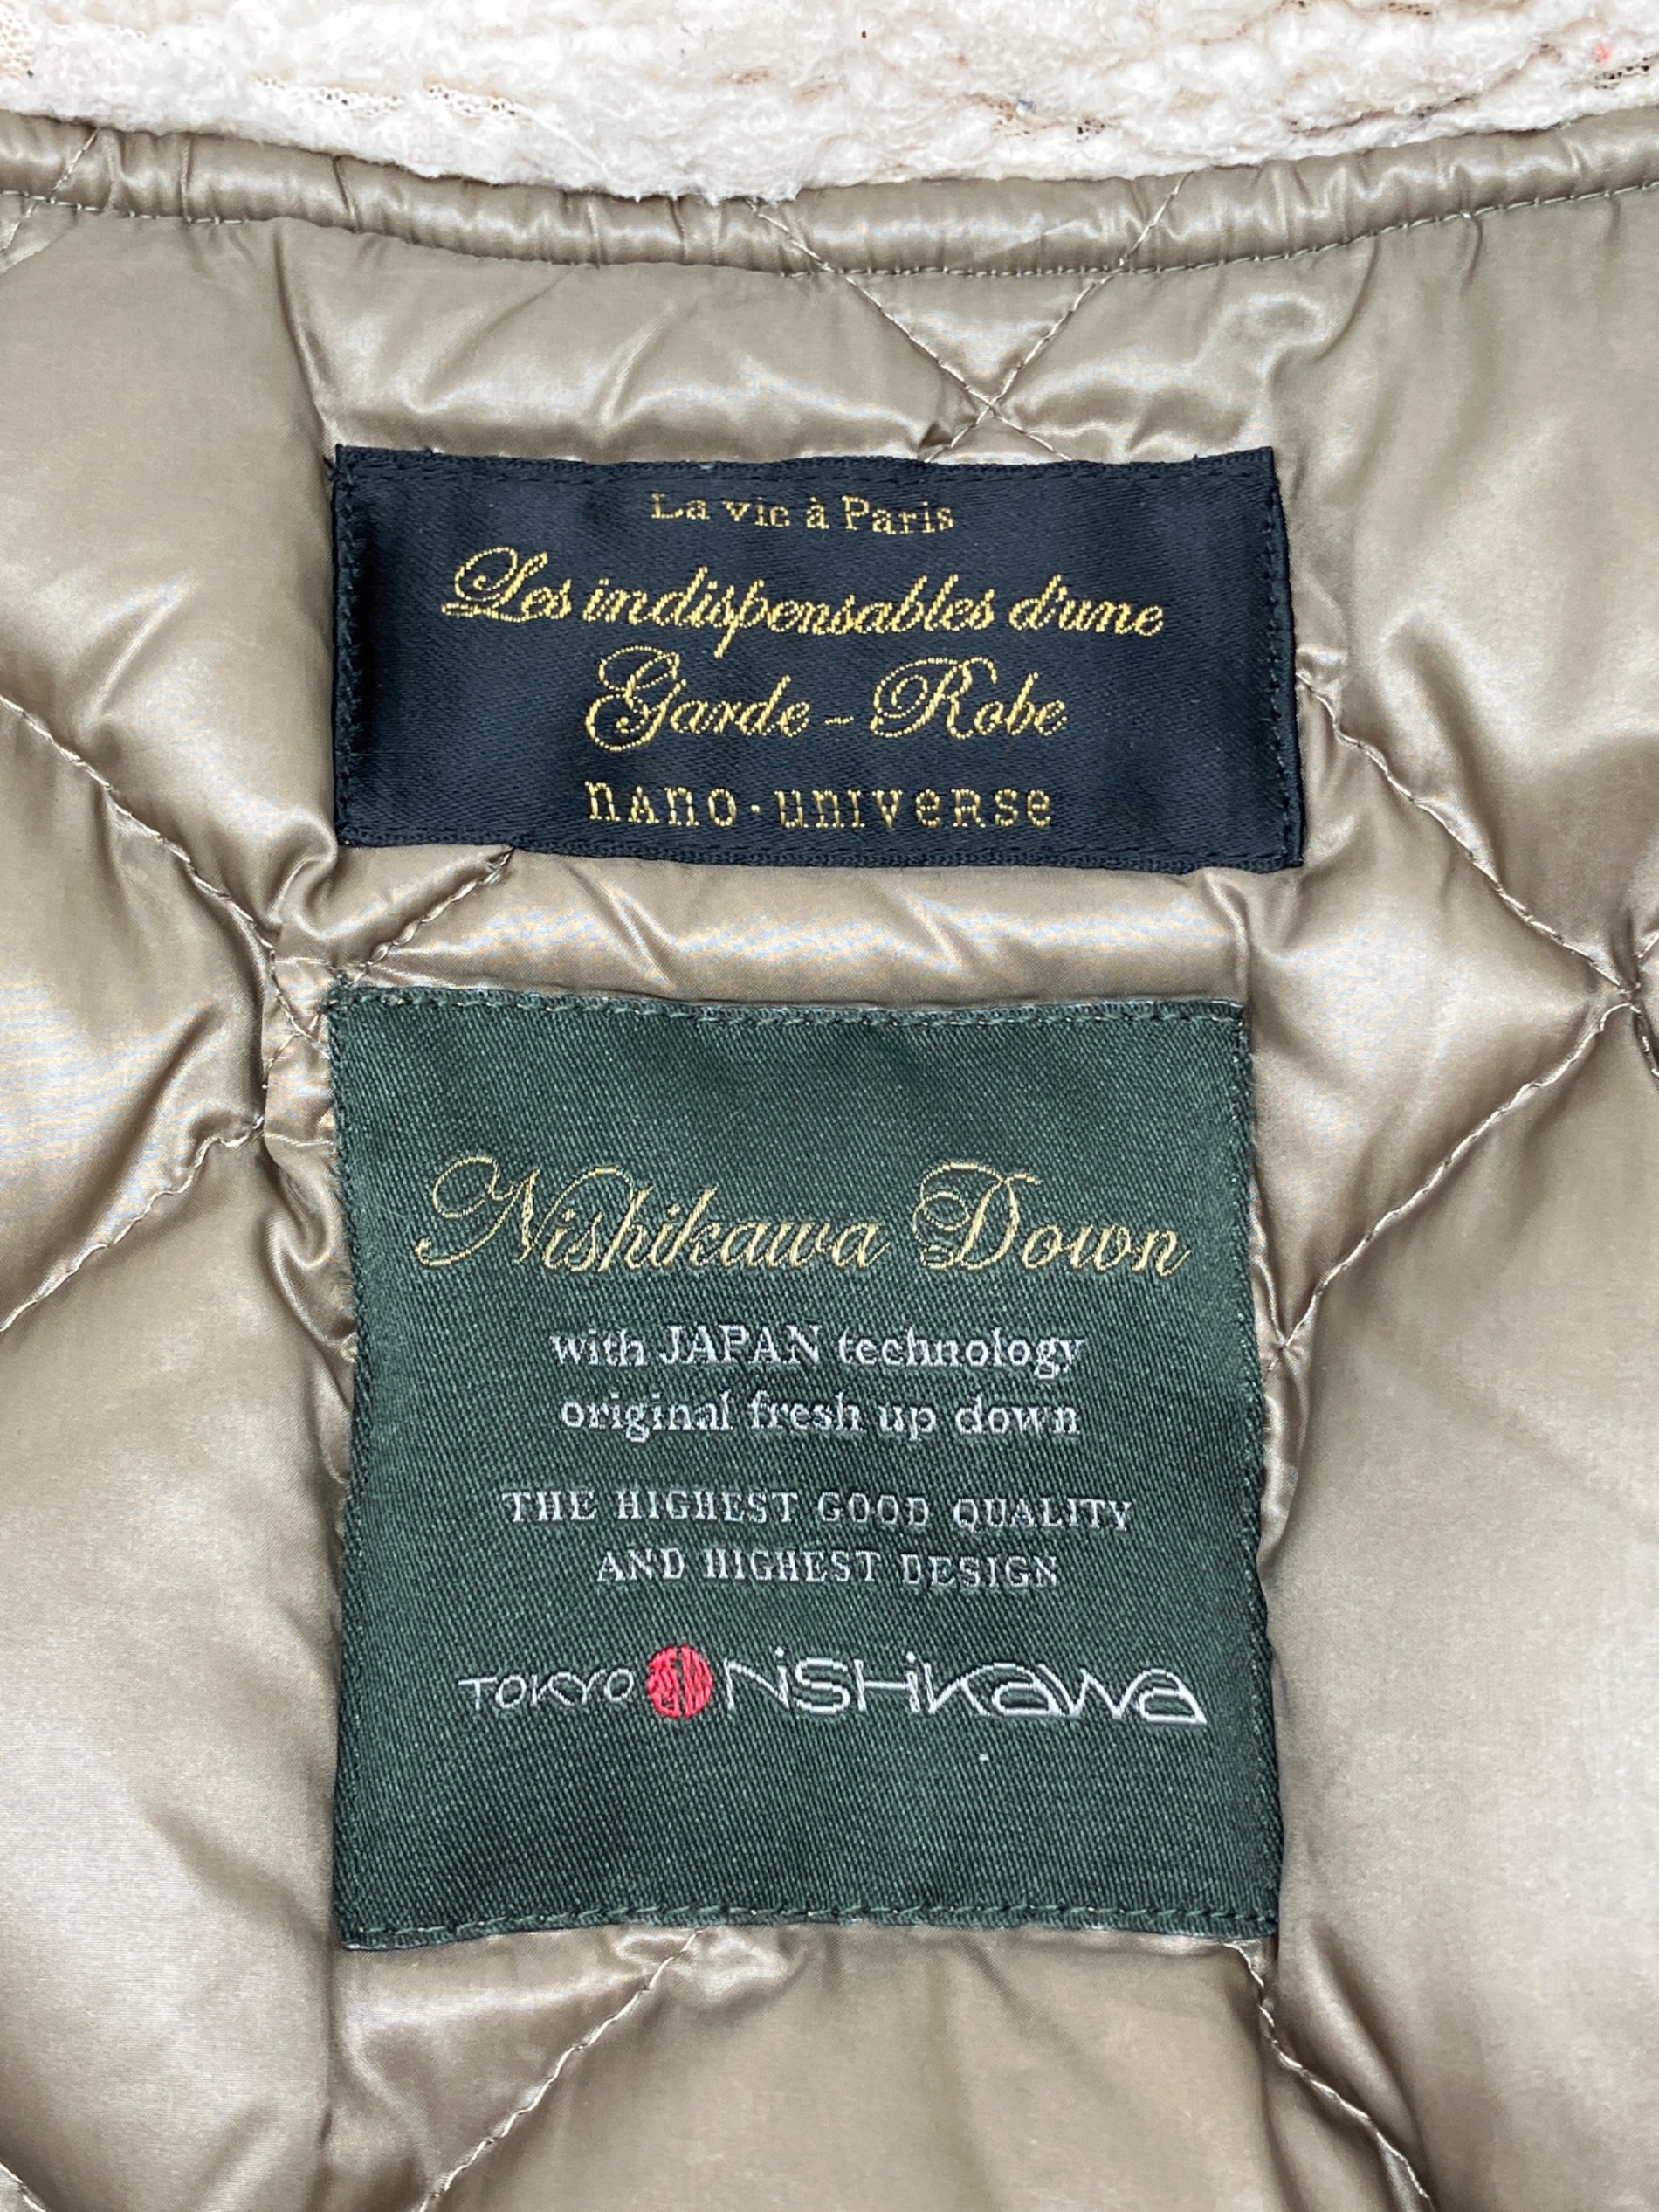 La vie à Paris
Les indispensables d'une
Garde - Robe
nano·universe
Nishikawa Down
with JAPAN technology
original fresh up down
THE HIGHEST GOOD QUALITY
AND HIGHEST DESIGN
TOKYO NiSHiKaWa